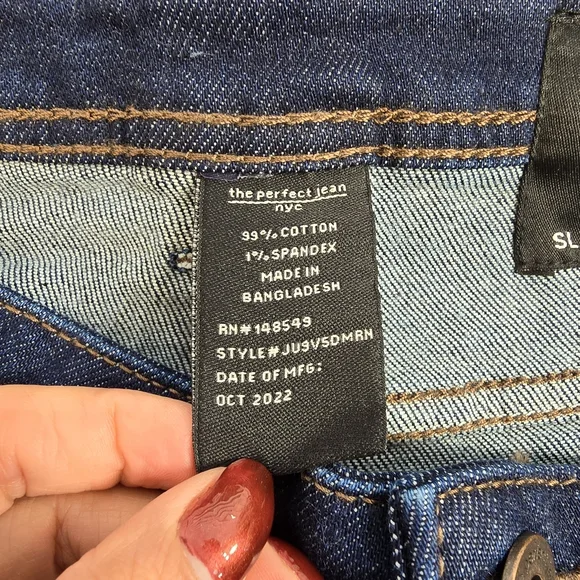 the perfect jean
nyc
99% COTTON
1% SPANDEX
MADE IN
BANGLADESH
RN#148549
STYLE#JU9V5DMRN
DATE OF MFG:
OCT 2022
SL